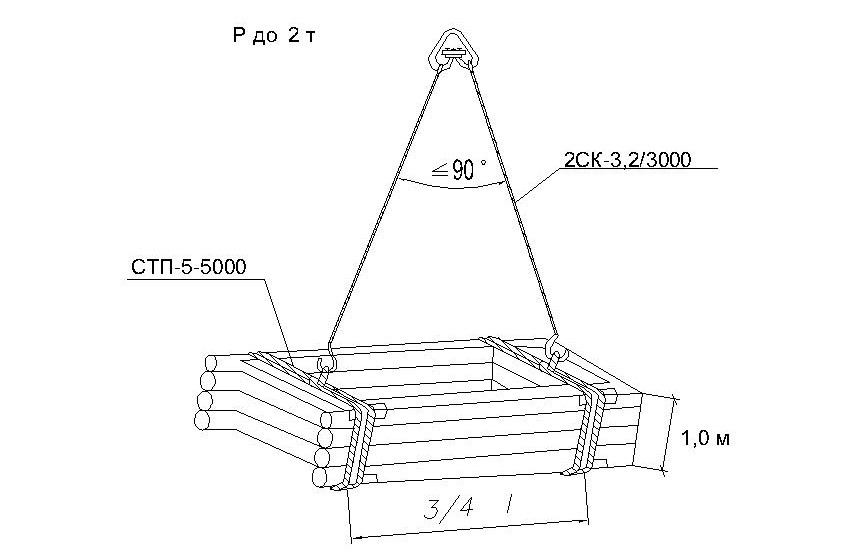 Р до 2 т
≤90°
2СК-3,2/3000
СТП-5-5000
1,0 м
3/4 l